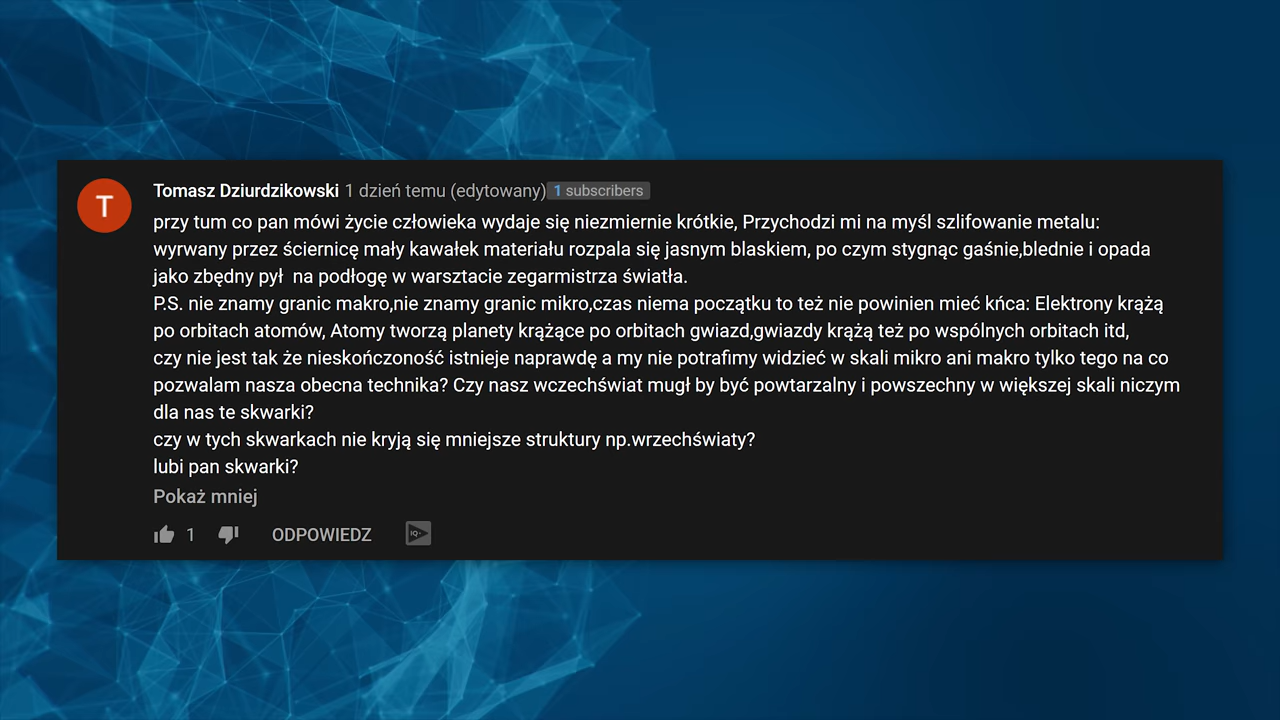 T
Tomasz Dziurdzikowski 1 dzień temu (edytowany) 1 subscribers
przy tum co pan mówi życie człowieka wydaje się niezmiernie krótkie, Przychodzi mi na myśl szlifowanie metalu:
wyrwany przez ściernicę mały kawałek materiału rozpala się jasnym blaskiem, po czym stygnąc gaśnie,blednie i opada
jako zbędny pył  na podłogę w warsztacie zegarmistrza światła.
P.S. nie znamy granic makro,nie znamy granic mikro,czas niema początku to też nie powinien mieć kńca: Elektrony krążą
po orbitach atomów, Atomy tworzą planety krążące po orbitach gwiazd,gwiazdy krążą też po wspólnych orbitach itd,
czy nie jest tak że nieskończoność istnieje naprawdę a my nie potrafimy widzieć w skali mikro ani makro tylko tego na co
pozwalam nasza obecna technika? Czy nasz wczechświat mugł by być powtarzalny i powszechny w większej skali niczym
dla nas te skwarki?
czy w tych skwarkach nie kryją się mniejsze struktury np.wrzechświaty?
lubi pan skwarki?
Pokaż mniej
1 ODPOWIEDZ IQ